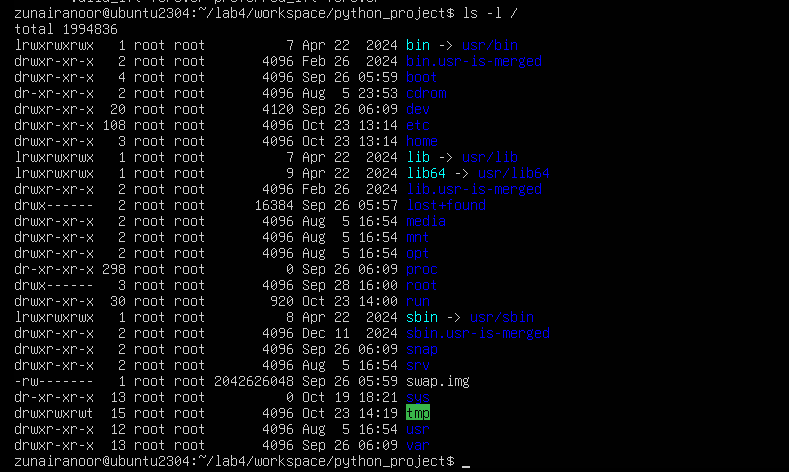 zunairanoor@ubuntu2304:~/lab4/workspace/python_project$ ls -l /
total 1994836
lrwxrwxrwx   1 root root          7 Apr 22  2024 bin -> usr/bin
drwxr-xr-x   2 root root       4096 Feb 26  2024 bin.usr-is-merged
drwxr-xr-x   4 root root       4096 Sep 26 05:59 boot
dr-xr-xr-x   2 root root       4096 Aug  5 23:53 cdrom
drwxr-xr-x  20 root root       4120 Sep 26 06:09 dev
drwxr-xr-x 108 root root       4096 Oct 23 13:14 etc
drwxr-xr-x   3 root root       4096 Oct 23 13:14 home
lrwxrwxrwx   1 root root          7 Apr 22  2024 lib -> usr/lib
lrwxrwxrwx   1 root root          9 Apr 22  2024 lib64 -> usr/lib64
drwxr-xr-x   2 root root       4096 Feb 26  2024 lib.usr-is-merged
drwx------   2 root root      16384 Sep 26 05:57 lost+found
drwxr-xr-x   2 root root       4096 Aug  5 16:54 media
drwxr-xr-x   2 root root       4096 Aug  5 16:54 mnt
drwxr-xr-x   2 root root       4096 Aug  5 16:54 opt
dr-xr-xr-x 298 root root          0 Sep 26 06:09 proc
drwx------   3 root root       4096 Sep 28 16:00 root
drwxr-xr-x  30 root root        920 Oct 23 14:00 run
lrwxrwxrwx   1 root root          8 Apr 22  2024 sbin -> usr/sbin
drwxr-xr-x   2 root root       4096 Dec 11  2024 sbin.usr-is-merged
drwxr-xr-x   2 root root       4096 Sep 26 06:09 snap
drwxr-xr-x   2 root root       4096 Aug  5 16:54 srv
-rw-------   1 root root 2042626048 Sep 26 05:59 swap.img
dr-xr-xr-x  13 root root          0 Oct 19 18:21 sys
drwxrwxrwt  15 root root       4096 Oct 23 14:19 tmp
drwxr-xr-x  12 root root       4096 Aug  5 16:54 usr
drwxr-xr-x  13 root root       4096 Sep 26 06:09 var
zunairanoor@ubuntu2304:~/lab4/workspace/python_project$ _